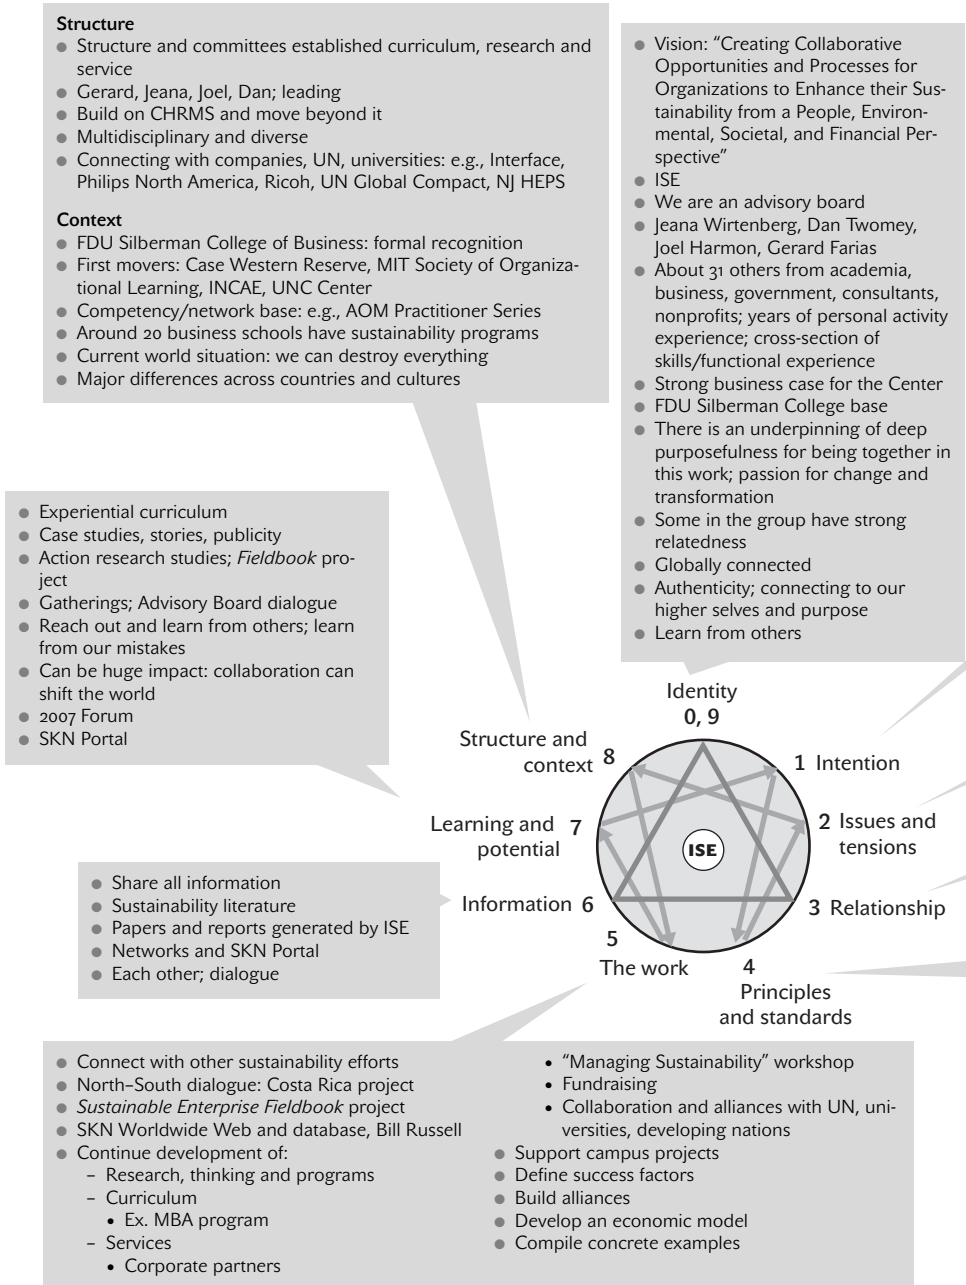 Structure
● Structure and committees established curriculum, research and
service
● Gerard, Jeana, Joel, Dan; leading
● Build on CHRMS and move beyond it
● Multidisciplinary and diverse
● Connecting with companies, UN, universities: e.g., Interface,
Philips North America, Ricoh, UN Global Compact, NJ HEPS
Context
● FDU Silberman College of Business: formal recognition
● First movers: Case Western Reserve, MIT Society of Organiza-
tional Learning, INCAE, UNC Center
● Competency/network base: e.g., AOM Practitioner Series
● Around 20 business schools have sustainability programs
● Current world situation: we can destroy everything
● Major differences across countries and cultures
● Vision: “Creating Collaborative
Opportunities and Processes for
Organizations to Enhance their Sus-
tainability from a People, Environ-
mental, Societal, and Financial Per-
spective”
● ISE
● We are an advisory board
● Jeana Wirtenberg, Dan Twomey,
Joel Harmon, Gerard Farias
● About 31 others from academia,
business, government, consultants,
nonprofits; years of personal activity
experience; cross-section of
skills/functional experience
● Strong business case for the Center
● FDU Silberman College base
● There is an underpinning of deep
purposefulness for being together in
this work; passion for change and
transformation
● Some in the group have strong
relatedness
● Globally connected
● Authenticity; connecting to our
higher selves and purpose
● Learn from others
● Experiential curriculum
● Case studies, stories, publicity
● Action research studies; Fieldbook pro-
ject
● Gatherings; Advisory Board dialogue
● Reach out and learn from others; learn
from our mistakes
● Can be huge impact: collaboration can
shift the world
● 2007 Forum
● SKN Portal
Identity
0, 9
Structure and
context 8
1 Intention
Learning and
potential 7
2 Issues and
tensions
ISE
Information 6
3 Relationship
5
The work
4
Principles
and standards
● Share all information
● Sustainability literature
● Papers and reports generated by ISE
● Networks and SKN Portal
● Each other; dialogue
● Connect with other sustainability efforts
● North–South dialogue: Costa Rica project
● Sustainable Enterprise Fieldbook project
● SKN Worldwide Web and database, Bill Russell
● Continue development of:
– Research, thinking and programs
– Curriculum
• Ex. MBA program
– Services
• Corporate partners
• “Managing Sustainability” workshop
• Fundraising
• Collaboration and alliances with UN, uni-
versities, developing nations
● Support campus projects
● Define success factors
● Build alliances
● Develop an economic model
● Compile concrete examples